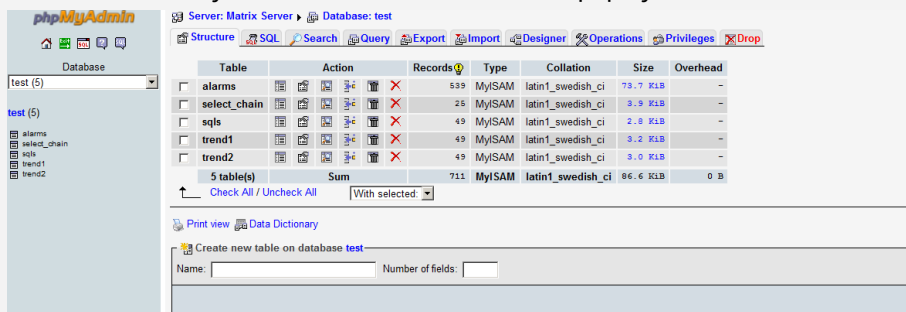 phpMyAdmin
Database
test (5)
test (5)
alarms
select_chain
sqls
trend1
trend2
Server: Matrix Server Database: test
Structure SQL Search Query Export Import Designer Operations Privileges Drop
Table Action Records Type Collation Size Overhead
alarms 539 MyISAM latin1_swedish_ci 73.7 KiB -
select_chain 25 MyISAM latin1_swedish_ci 3.9 KiB -
sqls 49 MyISAM latin1_swedish_ci 2.8 KiB -
trend1 49 MyISAM latin1_swedish_ci 3.2 KiB -
trend2 49 MyISAM latin1_swedish_ci 3.0 KiB -
5 table(s) Sum 711 MyISAM latin1_swedish_ci 86.6 KiB 0 B
Check All / Uncheck All With selected:
Print view Data Dictionary
Create new table on database test
Name: Number of fields: